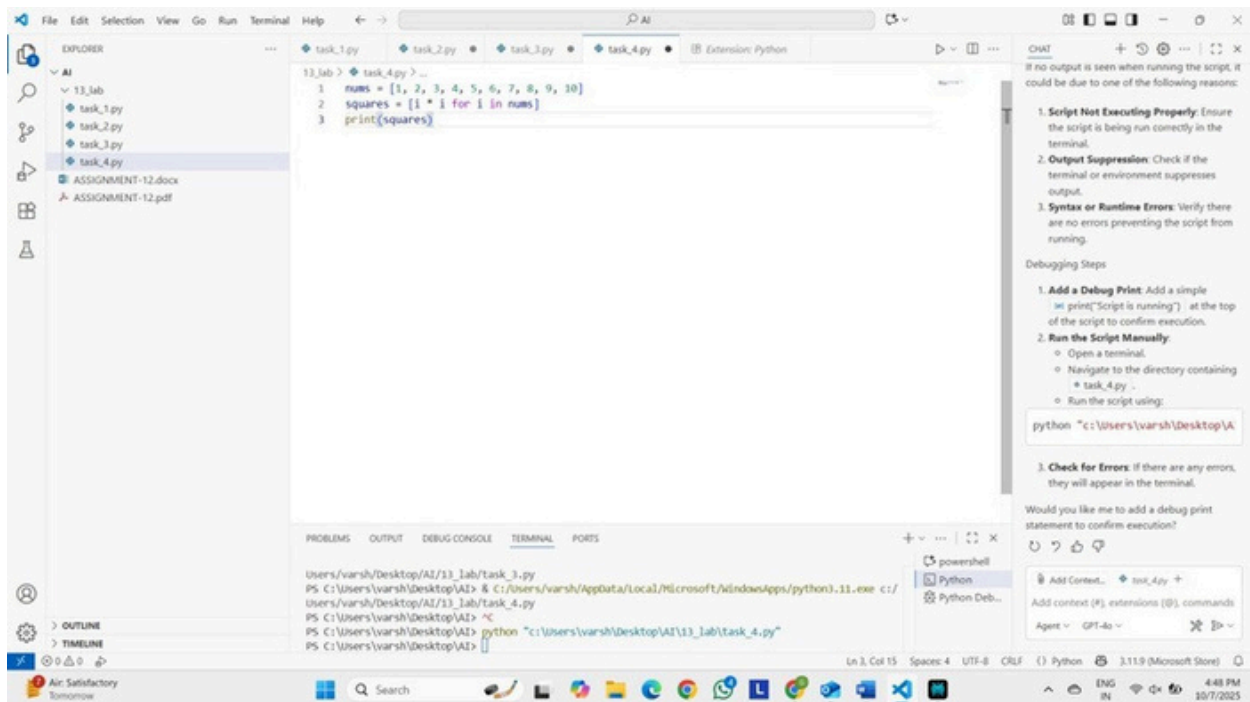 File Edit Selection View Go Run Terminal Help
AI
EXPLORER
AI
13_lab
task_1.py
task_2.py
task_3.py
task_4.py
ASSIGNMENT-12.docx
ASSIGNMENT-12.pdf
OUTLINE
TIMELINE
task_1.py task_2.py task_3.py task_4.py Extension: Python
13_lab > task_4.py > ...
1 nums = [1, 2, 3, 4, 5, 6, 7, 8, 9, 10]
2 squares = [i * i for i in nums]
3 print(squares)
PROBLEMS OUTPUT DEBUG CONSOLE TERMINAL PORTS
Users/varsh/Desktop/AI/13_lab/task_3.py
PS C:\Users\varsh\Desktop\AI> & C:/Users/varsh/AppData/Local/Microsoft/WindowsApps/python3.11.exe c:/
Users/varsh/Desktop/AI/13_lab/task_4.py
PS C:\Users\varsh\Desktop\AI> ^C
PS C:\Users\varsh\Desktop\AI> python "c:\Users\varsh\Desktop\AI\13_lab\task_4.py"
PS C:\Users\varsh\Desktop\AI>
powershell
Python
Python Deb...
CHAT
If no output is seen when running the script, it
could be due to one of the following reasons:
1. Script Not Executing Properly: Ensure
the script is being run correctly in the
terminal.
2. Output Suppression: Check if the
terminal or environment suppresses
output.
3. Syntax or Runtime Errors: Verify there
are no errors preventing the script from
running.
Debugging Steps
1. Add a Debug Print: Add a simple
print("Script is running") at the top
of the script to confirm execution.
2. Run the Script Manually:
Open a terminal.
Navigate to the directory containing
task_4.py .
Run the script using:
python "c:\Users\varsh\Desktop\A
3. Check for Errors: If there are any errors,
they will appear in the terminal.
Would you like me to add a debug print
statement to confirm execution?
Add Context... task_4.py +
Add context (#), extensions (@), commands
Agent GPT-4o
0 0 Ln 3, Col 15 Spaces: 4 UTF-8 CRLF {} Python 3.11.9 (Microsoft Store)
Air: Satisfactory
Tomorrow
Search
ENG
IN
4:48 PM
10/7/2025